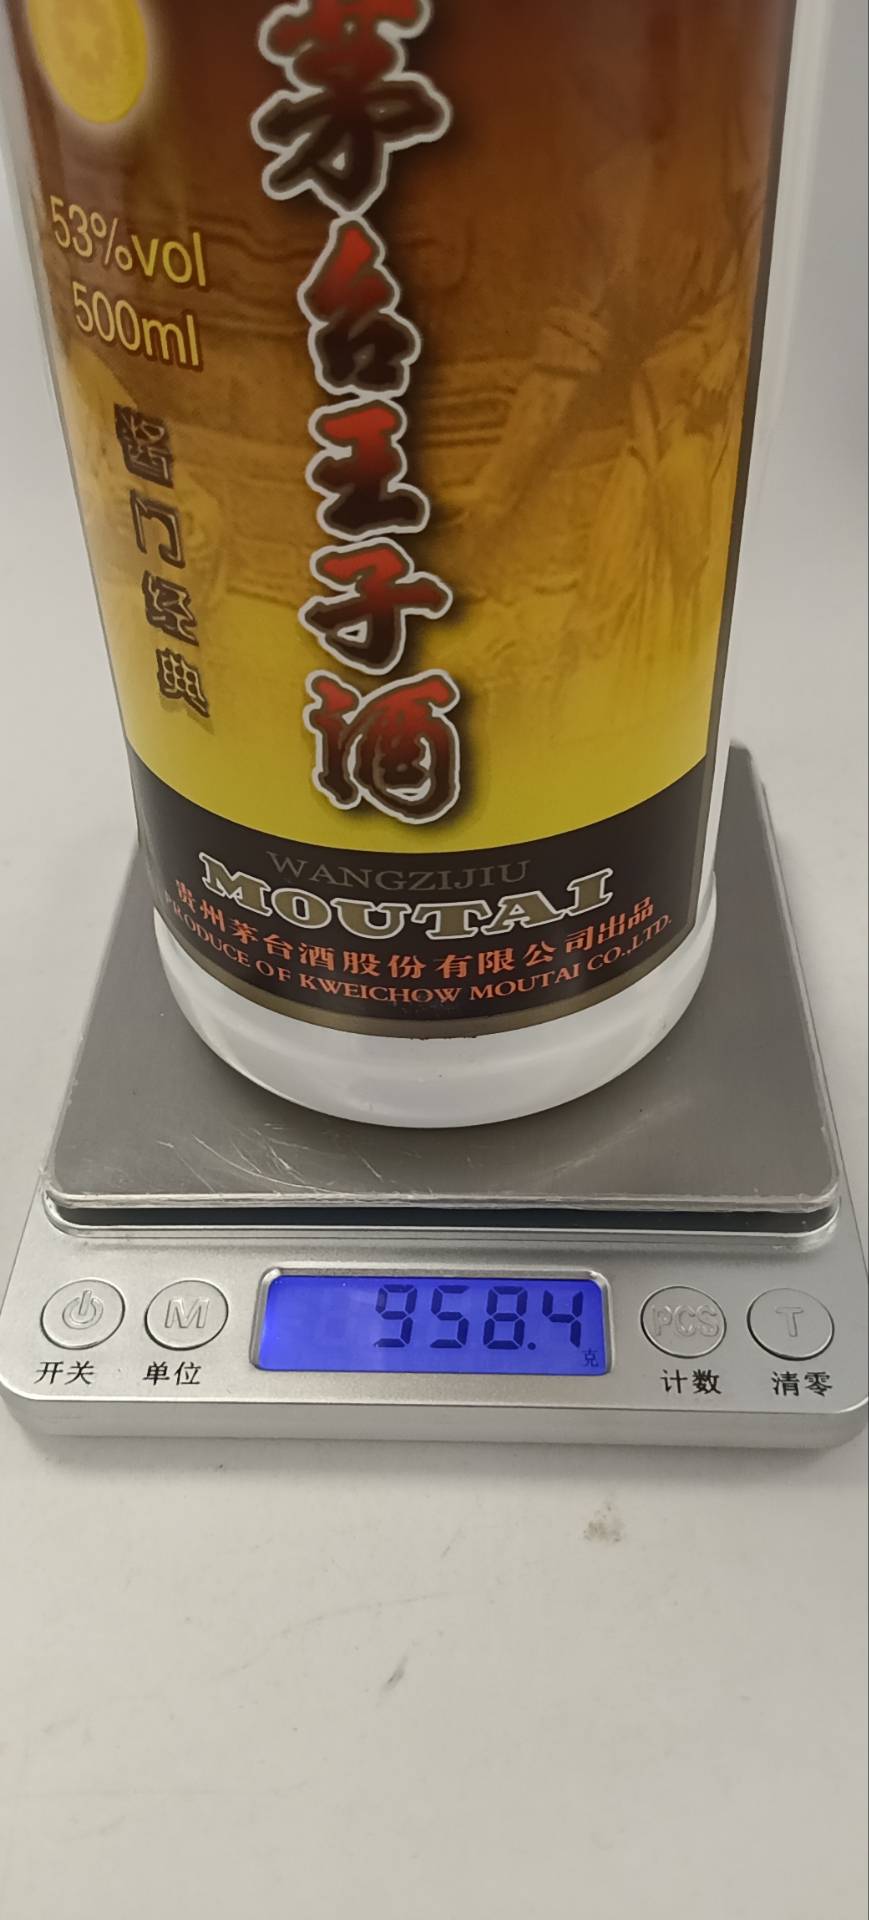 茅台王子酒
53%vol
500ml
酱门经典
WANGZIJIU
MOUTAI
贵州茅台酒股份有限公司出品
PRODUCE OF KWEICHOW MOUTAI CO.,LTD.
958.4
克
M
PCS
T
开关
单位
计数
清零